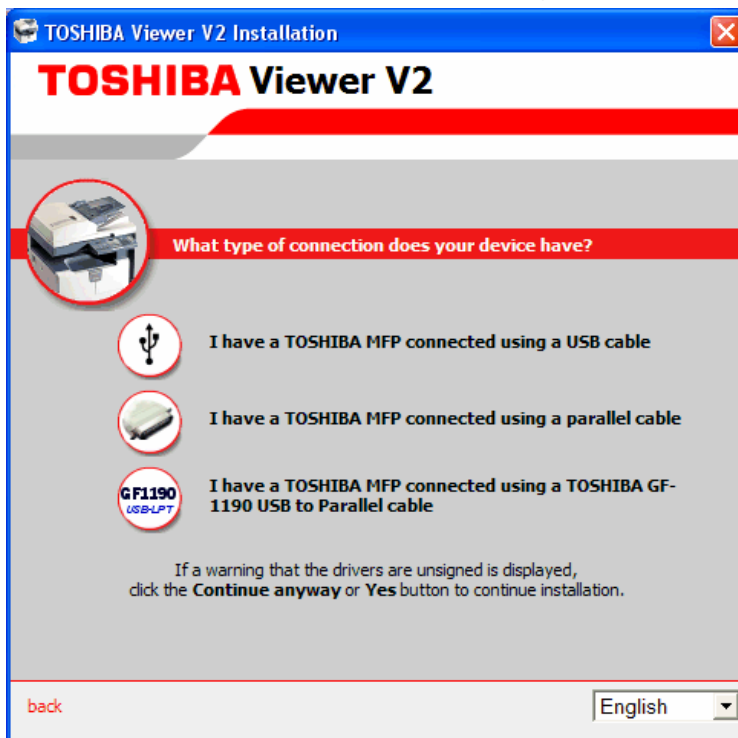 TOSHIBA Viewer V2 Installation
TOSHIBA Viewer V2
What type of connection does your device have?
I have a TOSHIBA MFP connected using a USB cable
I have a TOSHIBA MFP connected using a parallel cable
GF1190
USB-LPT
I have a TOSHIBA MFP connected using a TOSHIBA GF-
1190 USB to Parallel cable
If a warning that the drivers are unsigned is displayed,
click the Continue anyway or Yes button to continue installation.
back
English